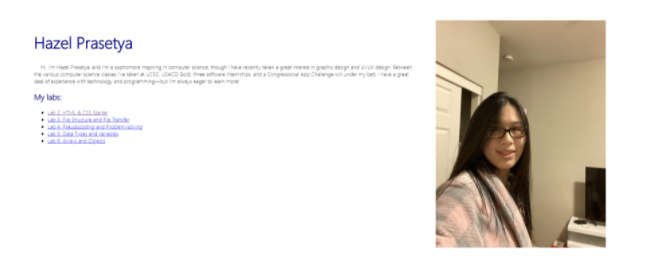 Hazel Prasetya
Hi, I'm Hazel Prasetya, and I'm a sophomore majoring in computer science, though I have recently taken a great interest in graphic design and UI/UX design. Between
the various computer science classes I've taken at UCSC, USACO Gold, three software internships, and a Congressional App Challenge win under my belt, I have a great
deal of experience with technology and programming—but I'm always eager to learn more!
My labs:
Lab 2: HTML & CSS Starter
Lab 3: File Structure and File Transfer
Lab 4: Pseudocoding and Problem-solving
Lab 5: Data Types and Variables
Lab 6: Arrays and Objects